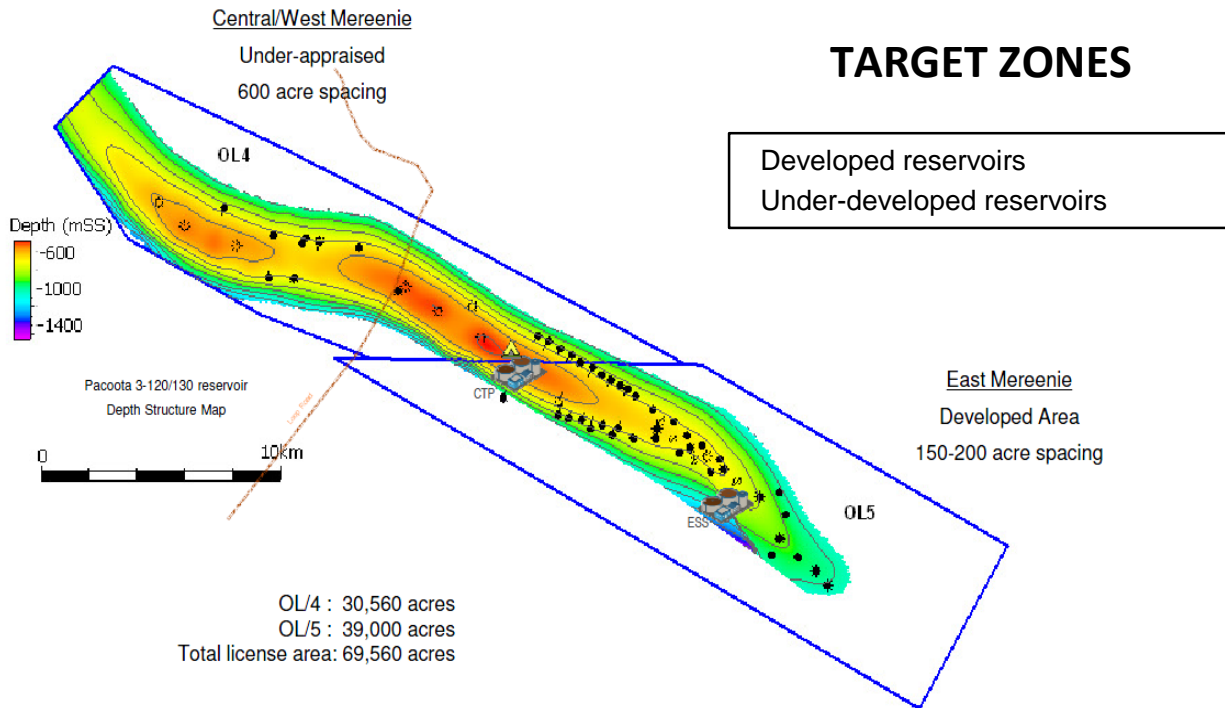 Central/West Mereenie
Under-appraised
600 acre spacing
TARGET ZONES
Developed reservoirs
Under-developed reservoirs
OL4
Depth (mSS)
-600
-1000
-1400
Pacoota 3-120/130 reservoir
Depth Structure Map
0
10km
CTP
East Mereenie
Developed Area
150-200 acre spacing
ESS
OL5
OL/4 : 30,560 acres
OL/5 : 39,000 acres
Total license area: 69,560 acres